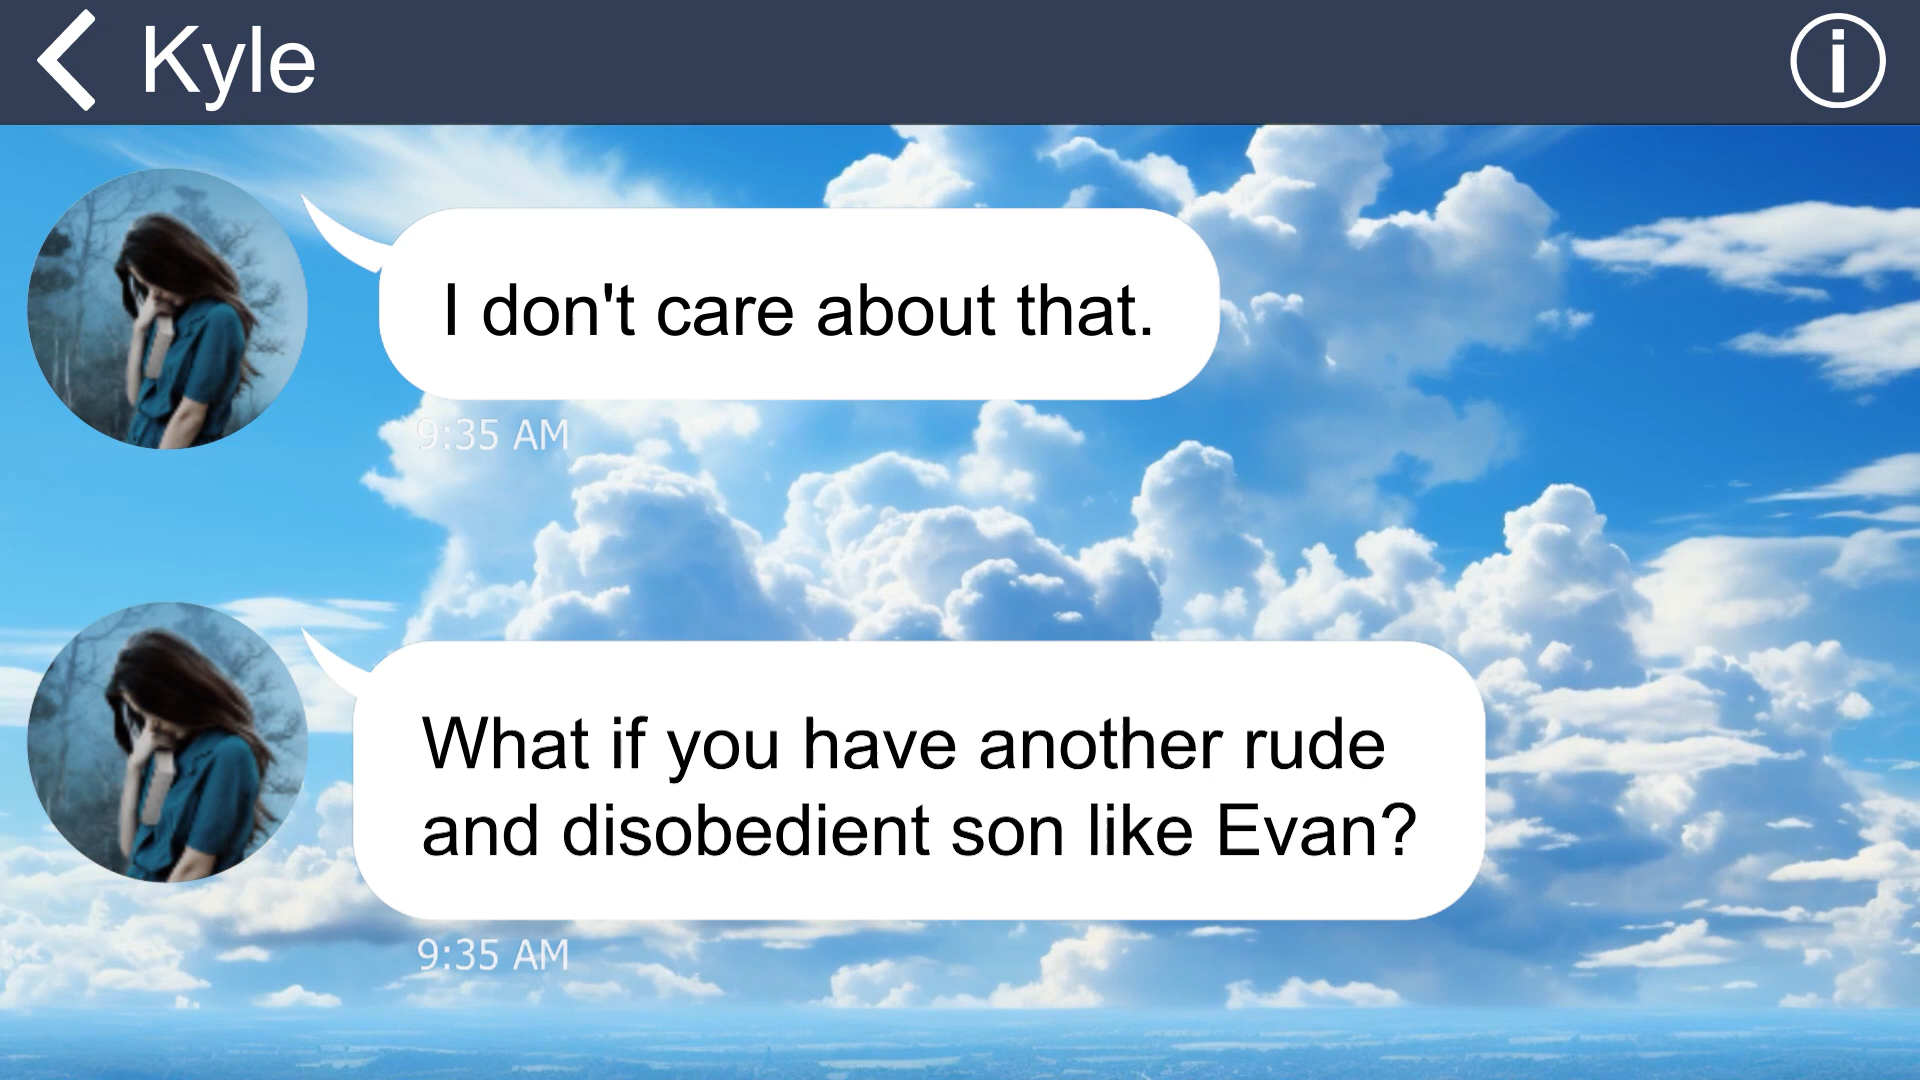 Kyle
I don't care about that.
9:35 AM
What if you have another rude
and disobedient son like Evan?
9:35 AM